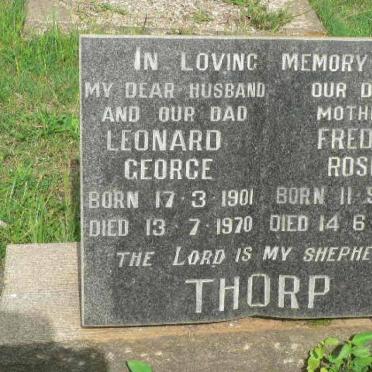 IN LOVING MEMORY
MY DEAR HUSBAND OUR D
AND OUR DAD MOTHE
LEONARD FRED
GEORGE ROS
BORN 17·3·1901 BORN 11·
DIED 13·7·1970 DIED 14·6·
THE LORD IS MY SHEPHE
THORP